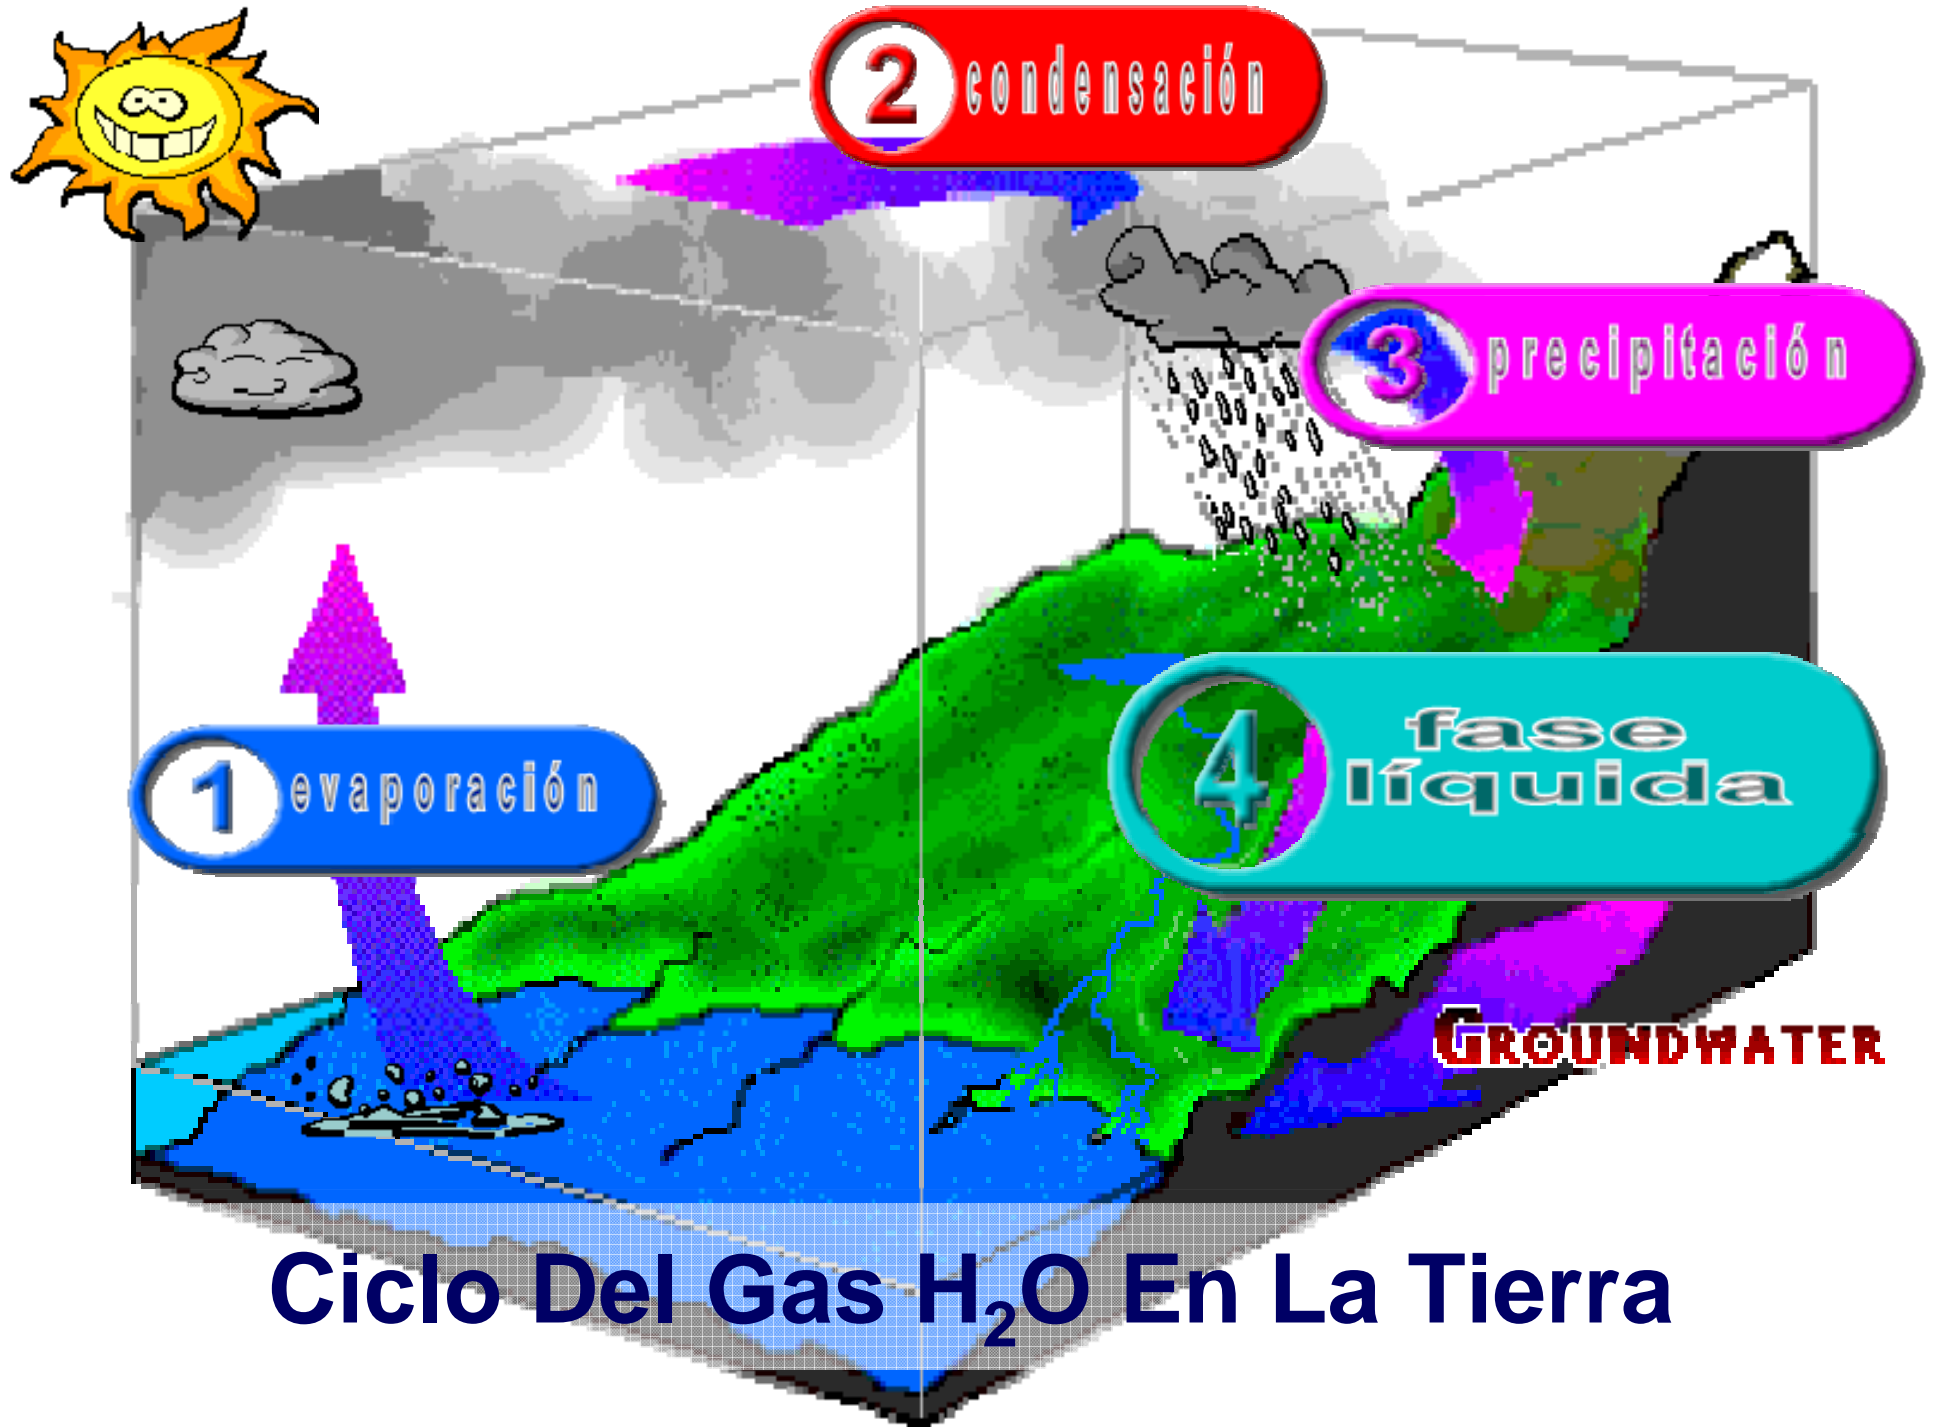 2 condensación
3 precipitación
4 fase
líquida
1 evaporación
GROUNDWATER
Ciclo Del Gas H₂O En La Tierra